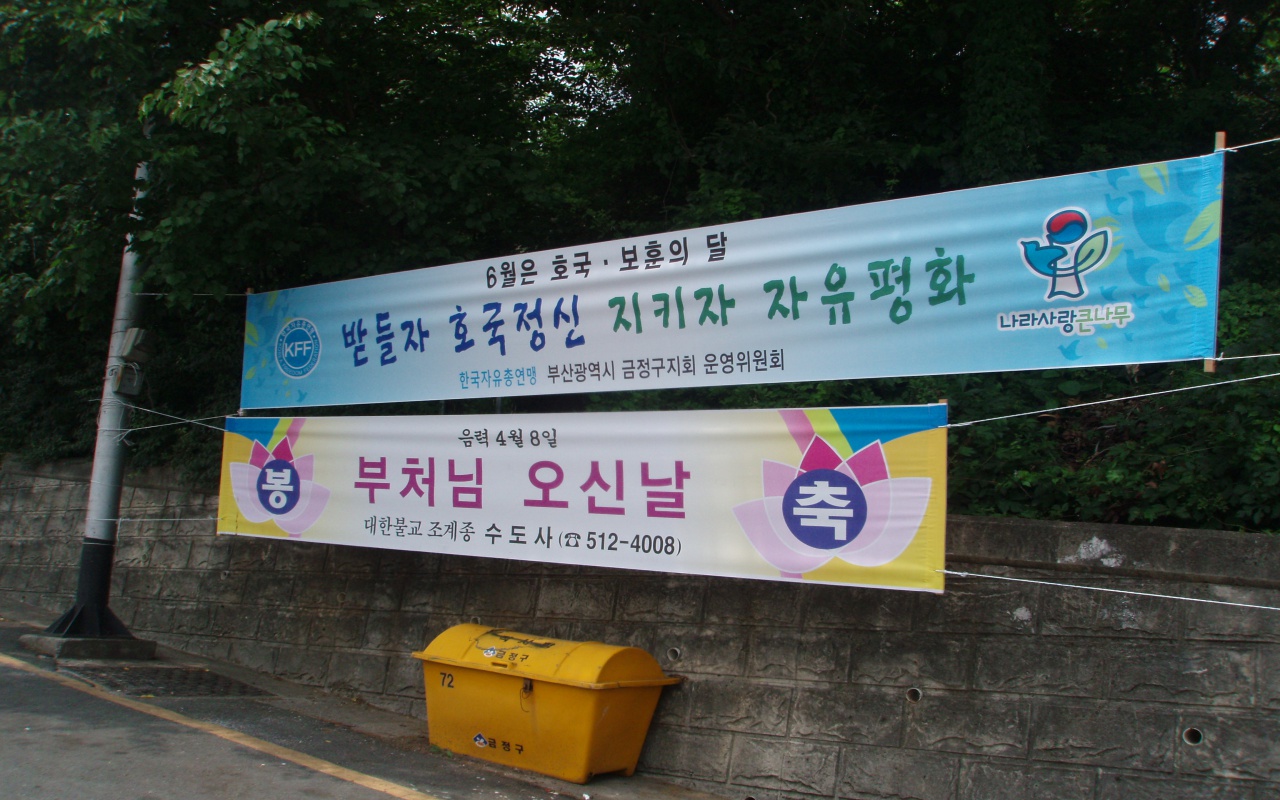 6월은 호국·보훈의 달
KFF
받들자 호국정신 지키자 자유평화
나라사랑큰나무
한국자유총연맹 부산광역시 금정구지회 운영위원회
음력 4월 8일
봉
부처님 오신날
축
대한불교 조계종 수도사 (☎ 512-4008)
금정구
72
금정구